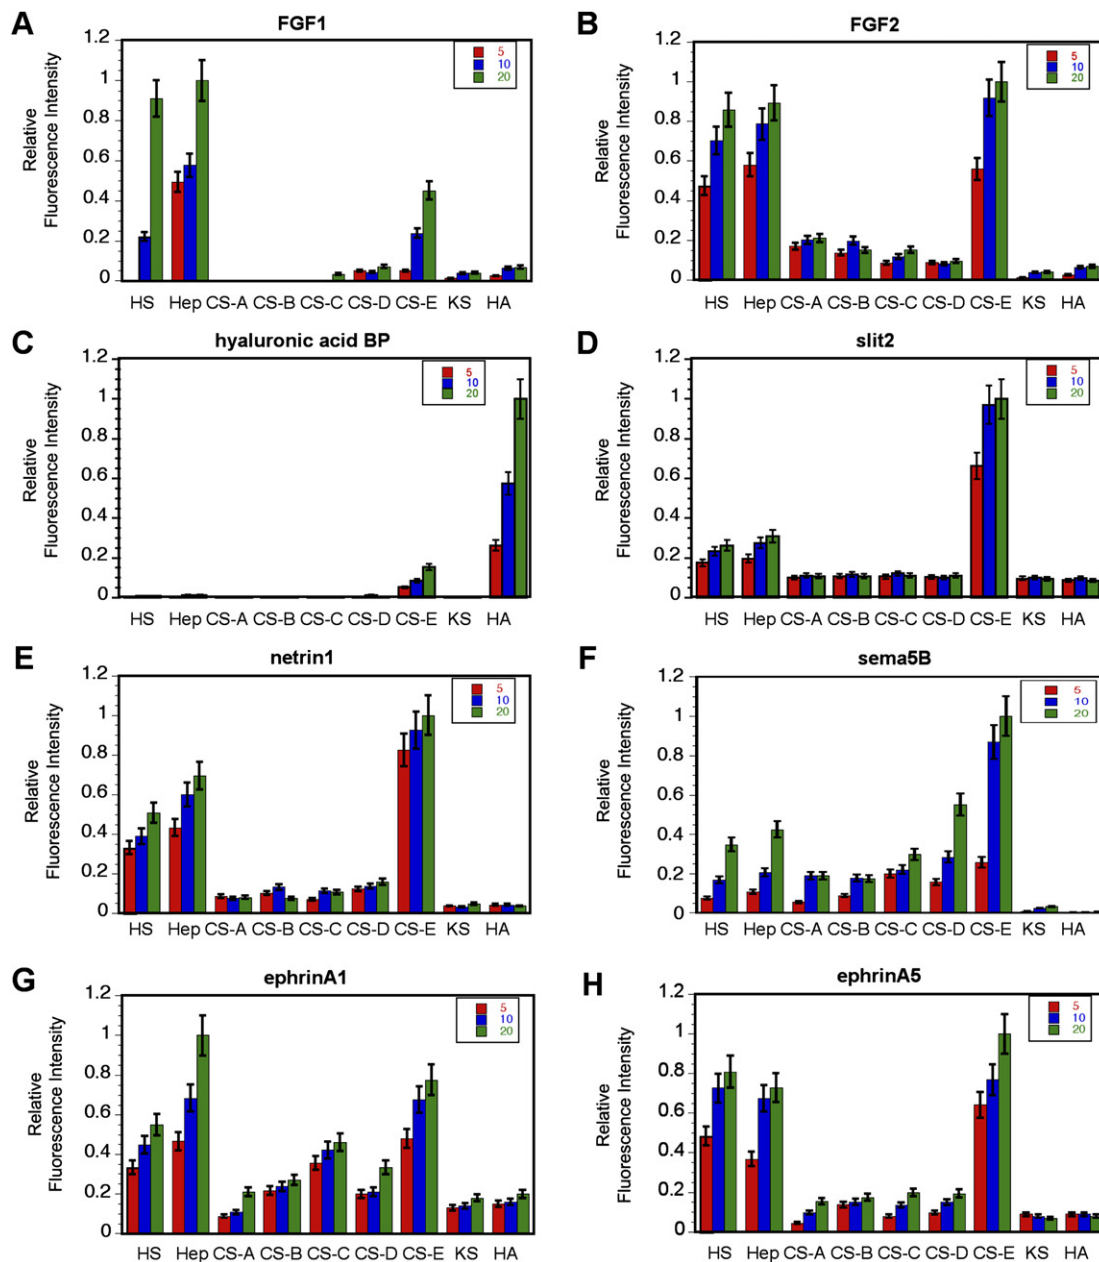 A
FGF1
1.2
1
0.8
0.6
0.4
0.2
0
Relative
Fluorescence Intensity
5
10
20
HS Hep CS-A CS-B CS-C CS-D CS-E KS HA
B
FGF2
1.2
1
0.8
0.6
0.4
0.2
0
Relative
Fluorescence Intensity
5
10
20
HS Hep CS-A CS-B CS-C CS-D CS-E KS HA
C
hyaluronic acid BP
1.2
1
0.8
0.6
0.4
0.2
0
Relative
Fluorescence Intensity
5
10
20
HS Hep CS-A CS-B CS-C CS-D CS-E KS HA
D
slit2
1.2
1
0.8
0.6
0.4
0.2
0
Relative
Fluorescence Intensity
5
10
20
HS Hep CS-A CS-B CS-C CS-D CS-E KS HA
E
netrin1
1.2
1
0.8
0.6
0.4
0.2
0
Relative
Fluorescence Intensity
5
10
20
HS Hep CS-A CS-B CS-C CS-D CS-E KS HA
F
sema5B
1.2
1
0.8
0.6
0.4
0.2
0
Relative
Fluorescence Intensity
5
10
20
HS Hep CS-A CS-B CS-C CS-D CS-E KS HA
G
ephrinA1
1.2
1
0.8
0.6
0.4
0.2
0
Relative
Fluorescence Intensity
5
10
20
HS Hep CS-A CS-B CS-C CS-D CS-E KS HA
H
ephrinA5
1.2
1
0.8
0.6
0.4
0.2
0
Relative
Fluorescence Intensity
5
10
20
HS Hep CS-A CS-B CS-C CS-D CS-E KS HA